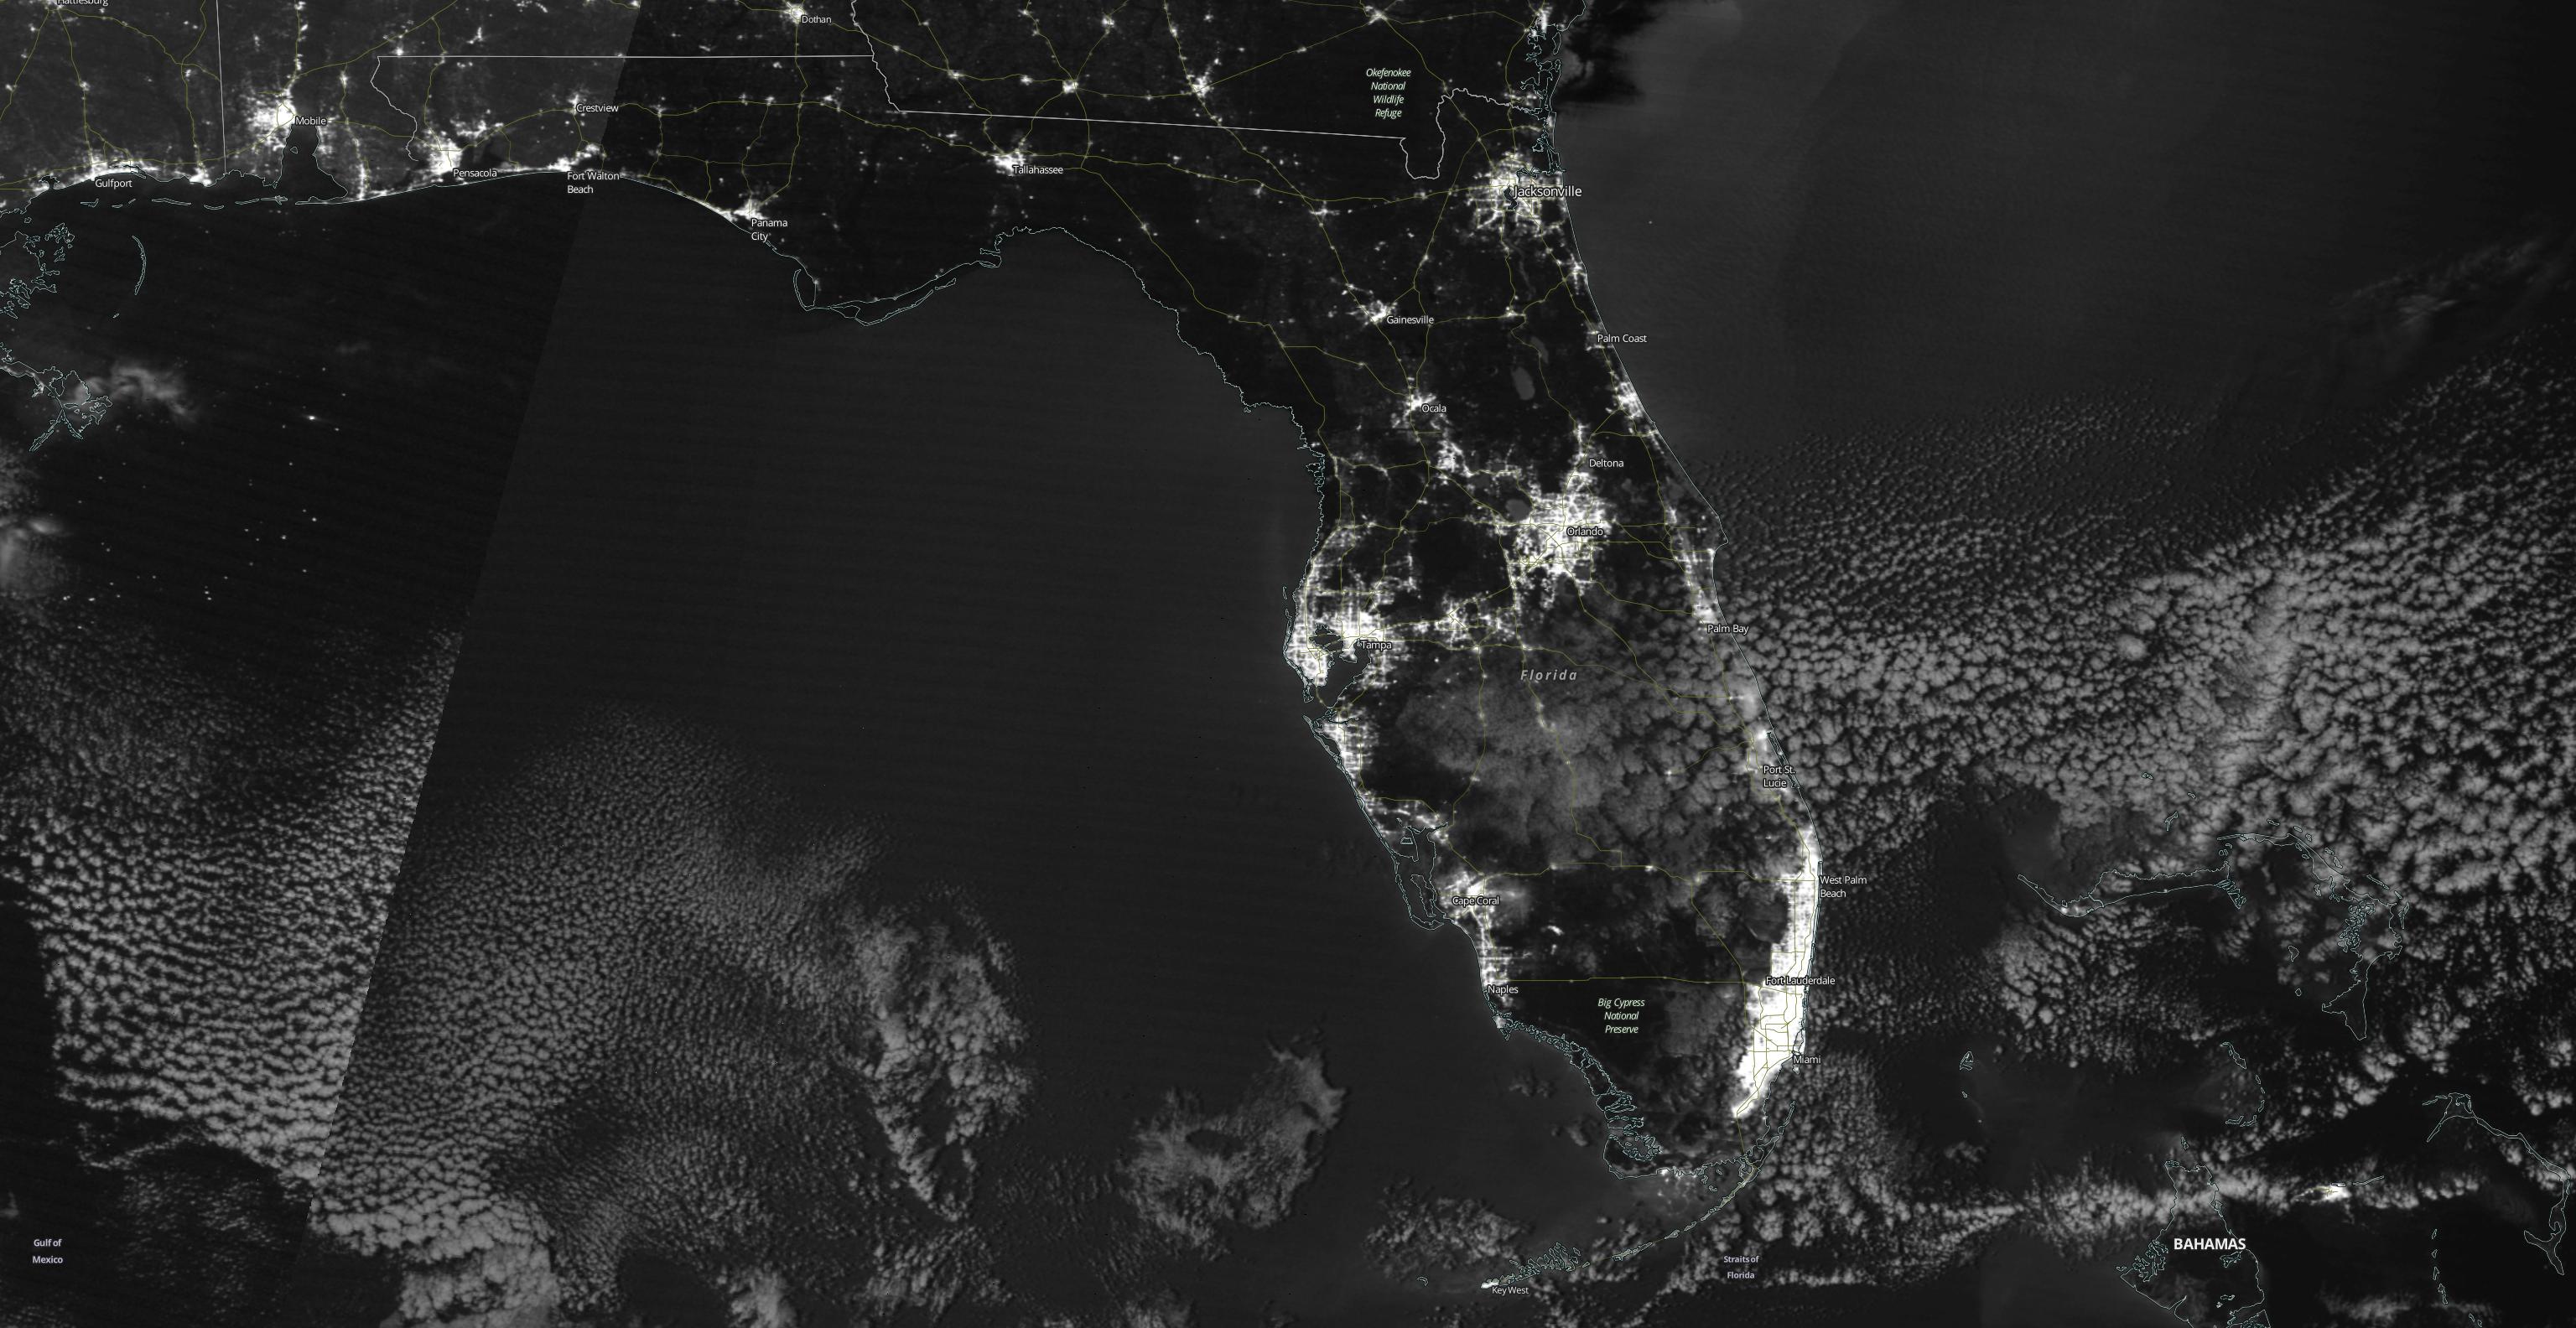 Hattiesburg
Dothan
Okefenokee
National
Wildlife
Refuge
Crestview
Mobile
Pensacola
Tallahassee
Gulfport
Fort Walton
Beach
Jacksonville
Panama
City
Gainesville
Palm Coast
Ocala
Deltona
Orlando
Palm Bay
Tampa
Florida
Port St.
Lucie
West Palm
Beach
Cape Coral
Fort Lauderdale
Naples
Big Cypress
National
Preserve
Miami
Gulf of
Mexico
BAHAMAS
Straits of
Florida
Key West